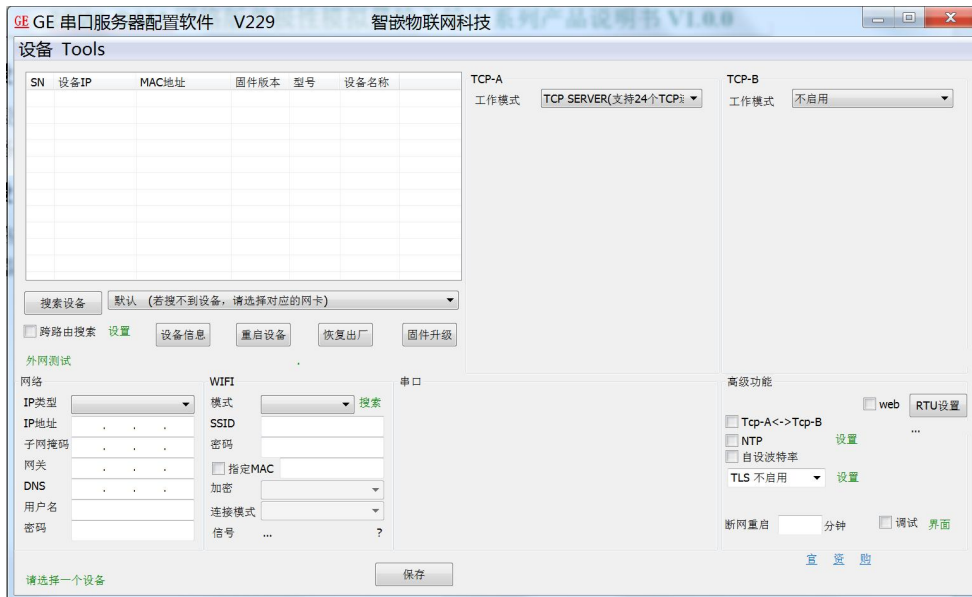 GE GE 串口服务器配置软件 V229 智嵌物联网科技 系列产品说明书 V1.0.0
设备 Tools
SN 设备IP MAC地址 固件版本 型号 设备名称
搜索设备 默认 (若搜不到设备，请选择对应的网卡)
跨路由搜索 设置 设备信息 重启设备 恢复出厂 固件升级
外网测试 .
TCP-A
工作模式 TCP SERVER(支持24个TCP
TCP-B
工作模式 不启用
网络
IP类型
IP地址 . . .
子网掩码 . . .
网关 . . .
DNS . . .
用户名
密码
WIFI
模式 搜索
SSID
密码
指定MAC
加密
连接模式
信号 ... ?
串口
高级功能
web RTU设置
Tcp-A<->Tcp-B ...
NTP 设置
自设波特率
TLS 不启用 设置
断网重启 分钟 调试 界面
官 资 购
请选择一个设备 保存